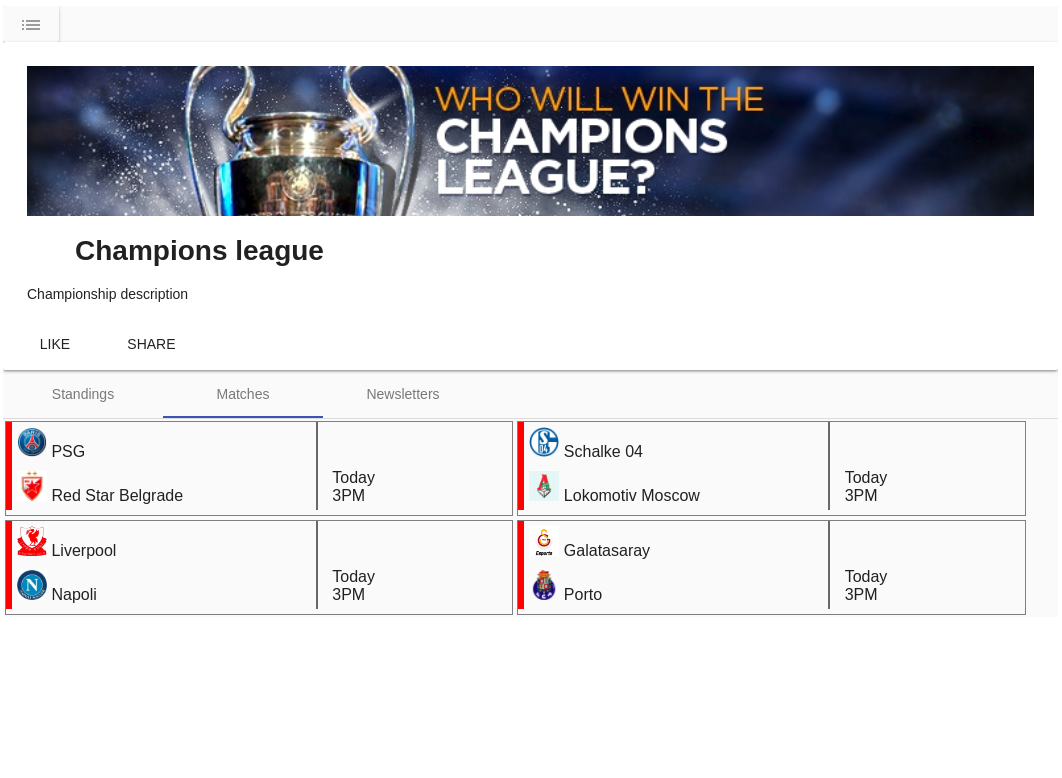 WHO WILL WIN THE
CHAMPIONS
LEAGUE?
Champions league
Championship description
LIKE SHARE
Standings Matches Newsletters
PSG
Red Star Belgrade
Today
3PM
Schalke 04
Lokomotiv Moscow
Today
3PM
Liverpool
Napoli
Today
3PM
Galatasaray
Porto
Today
3PM